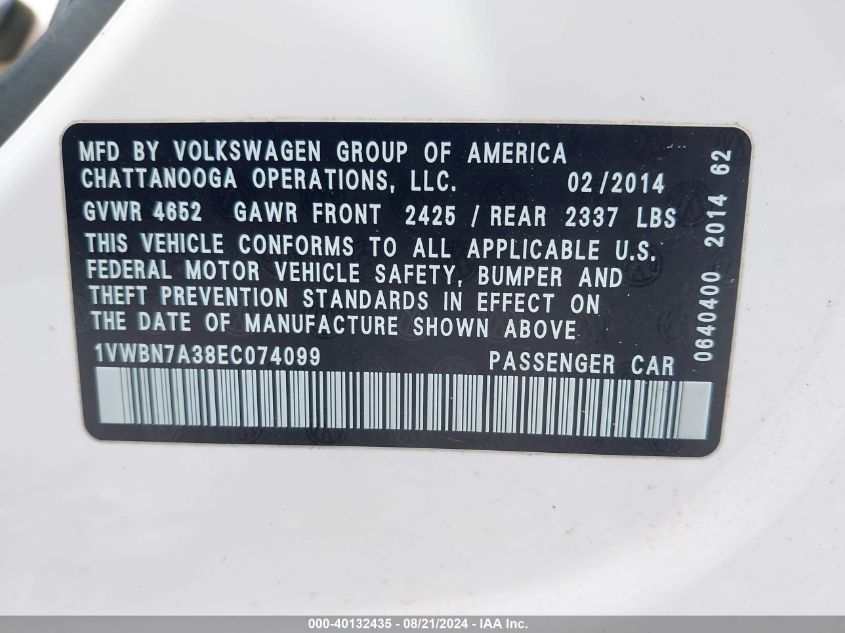 MFD BY VOLKSWAGEN GROUP OF AMERICA
CHATTANOOGA OPERATIONS, LLC. 02/2014
GVWR 4652 GAWR FRONT 2425 / REAR 2337 LBS
THIS VEHICLE CONFORMS TO ALL APPLICABLE U.S.
FEDERAL MOTOR VEHICLE SAFETY, BUMPER AND
THEFT PREVENTION STANDARDS IN EFFECT ON
THE DATE OF MANUFACTURE SHOWN ABOVE.
1VWBN7A38EC074099 PASSENGER CAR
0640400 2014 62
000-40132435 - 08/21/2024 - IAA Inc.